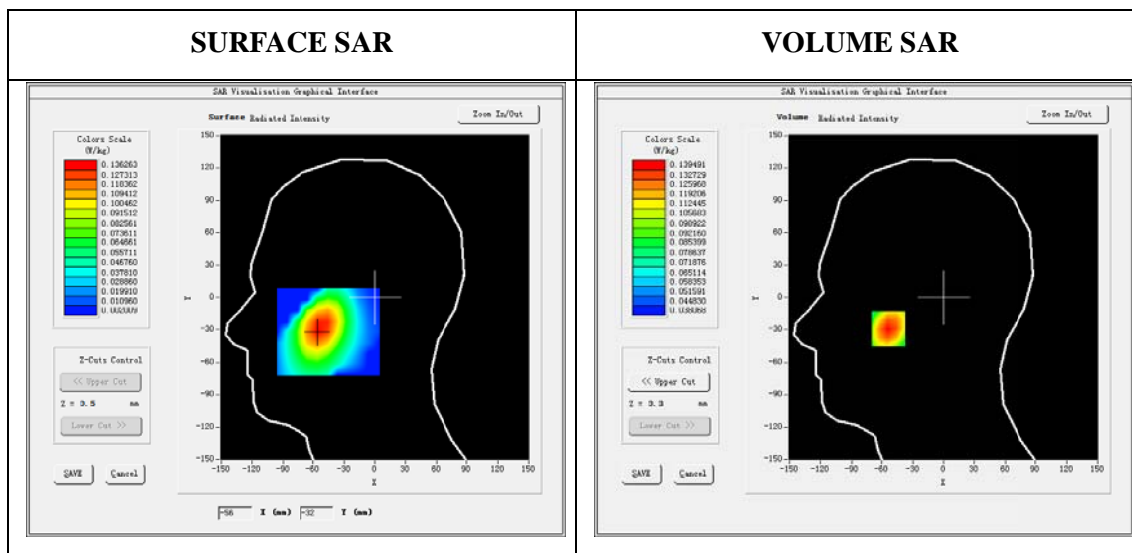 SURFACE SAR
VOLUME SAR
SAR Visualisation Graphical Interface
Surface Radiated Intensity
Zoom In/Out
Colors Scale
(W/kg)
0.136263
0.127313
0.118362
0.109412
0.100462
0.091512
0.082561
0.073611
0.064661
0.055711
0.046760
0.037810
0.028860
0.019910
0.010960
0.002009
150
120
90
60
30
0
-30
-60
-90
-120
-150
Y
-150 -120 -90 -60 -30 0 30 60 90 120 150
X
Z-Cuts Control
<< Upper Cut
Z = 3.5 mm
Lower Cut >>
SAVE Cancel
-56 X (mm) -32 Y (mm)
SAR Visualisation Graphical Interface
Volume Radiated Intensity
Zoom In/Out
Colors Scale
(W/kg)
0.139491
0.132729
0.125968
0.119206
0.112445
0.105683
0.098922
0.092160
0.085399
0.078637
0.071876
0.065114
0.058353
0.051591
0.044830
0.038068
150
120
90
60
30
0
-30
-60
-90
-120
-150
Y
-150 -120 -90 -60 -30 0 30 60 90 120 150
X
Z-Cuts Control
<< Upper Cut
Z = 3.3 mm
Lower Cut >>
SAVE Cancel